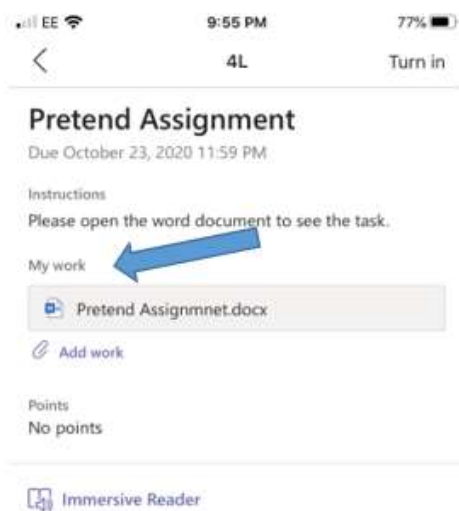 EE 9:55 PM 77%
4L Turn in
Pretend Assignment
Due October 23, 2020 11:59 PM
Instructions
Please open the word document to see the task.
My work
Pretend Assignmnet.docx
Add work
Points
No points
Immersive Reader